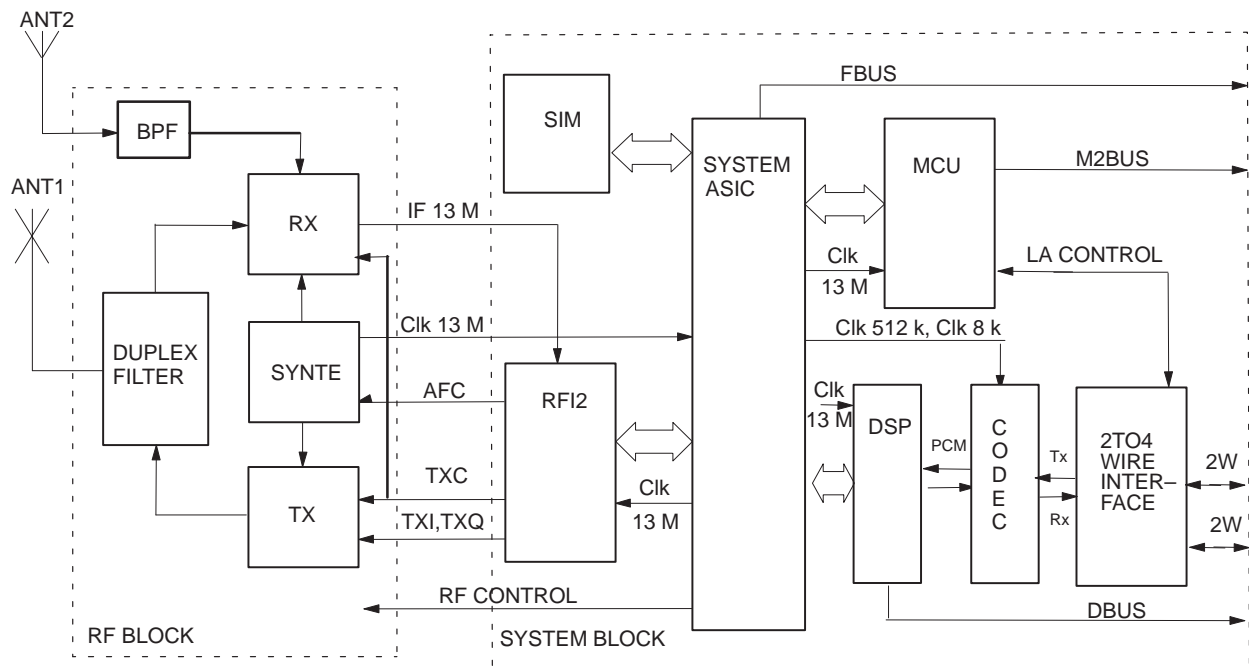 ANT2
FBUS
BPF
SIM
SYSTEM
ASIC
MCU
M2BUS
ANT1
RX
IF 13 M
Clk
13 M
LA CONTROL
DUPLEX
FILTER
SYNTE
Clk 13 M
Clk 512 k, Clk 8 k
AFC
RFI2
Clk
13 M
DSP
PCM
CODEC
Tx
Rx
2TO4
WIRE
INTER–
FACE
2W
2W
TX
TXC
TXI,TXQ
Clk
13 M
RF CONTROL
DBUS
RF BLOCK
SYSTEM BLOCK